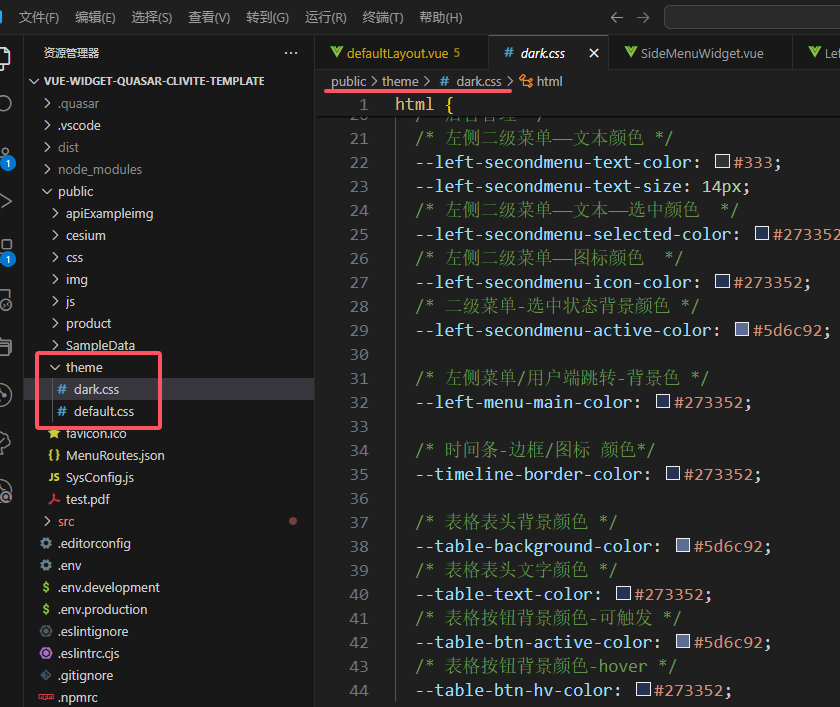 文件(F) 编辑(E) 选择(S) 查看(V) 转到(G) 运行(R) 终端(T) 帮助(H)
资源管理器
VUE-WIDGET-QUASAR-CLIVITE-TEMPLATE
.quasar
.vscode
dist
node_modules
public
apiExampleimg
cesium
css
img
js
product
SampleData
theme
# dark.css
# default.css
favicon.ico
{} MenuRoutes.json
JS SysConfig.js
test.pdf
src
.editorconfig
.env
$ .env.development
$ .env.production
.eslintignore
.eslintrc.cjs
.gitignore
npm .npmrc
1
1
defaultLayout.vue 5
# dark.css
SideMenuWidget.vue
public > theme > # dark.css > html
1 html {
21 /* 左侧二级菜单——文本颜色 */
22 --left-secondmenu-text-color: #333;
23 --left-secondmenu-text-size: 14px;
24 /* 左侧二级菜单——文本——选中颜色 */
25 --left-secondmenu-selected-color: #273352
26 /* 左侧二级菜单——图标颜色 */
27 --left-secondmenu-icon-color: #273352;
28 /* 二级菜单-选中状态背景颜色 */
29 --left-secondmenu-active-color: #5d6c92;
30
31 /* 左侧菜单/用户端跳转-背景色 */
32 --left-menu-main-color: #273352;
33
34 /* 时间条-边框/图标 颜色*/
35 --timeline-border-color: #273352;
36
37 /* 表格表头背景颜色 */
38 --table-background-color: #5d6c92;
39 /* 表格表头文字颜色 */
40 --table-text-color: #273352;
41 /* 表格按钮背景颜色-可触发 */
42 --table-btn-active-color: #5d6c92;
43 /* 表格按钮背景颜色-hover */
44 --table-btn-hv-color: #273352;